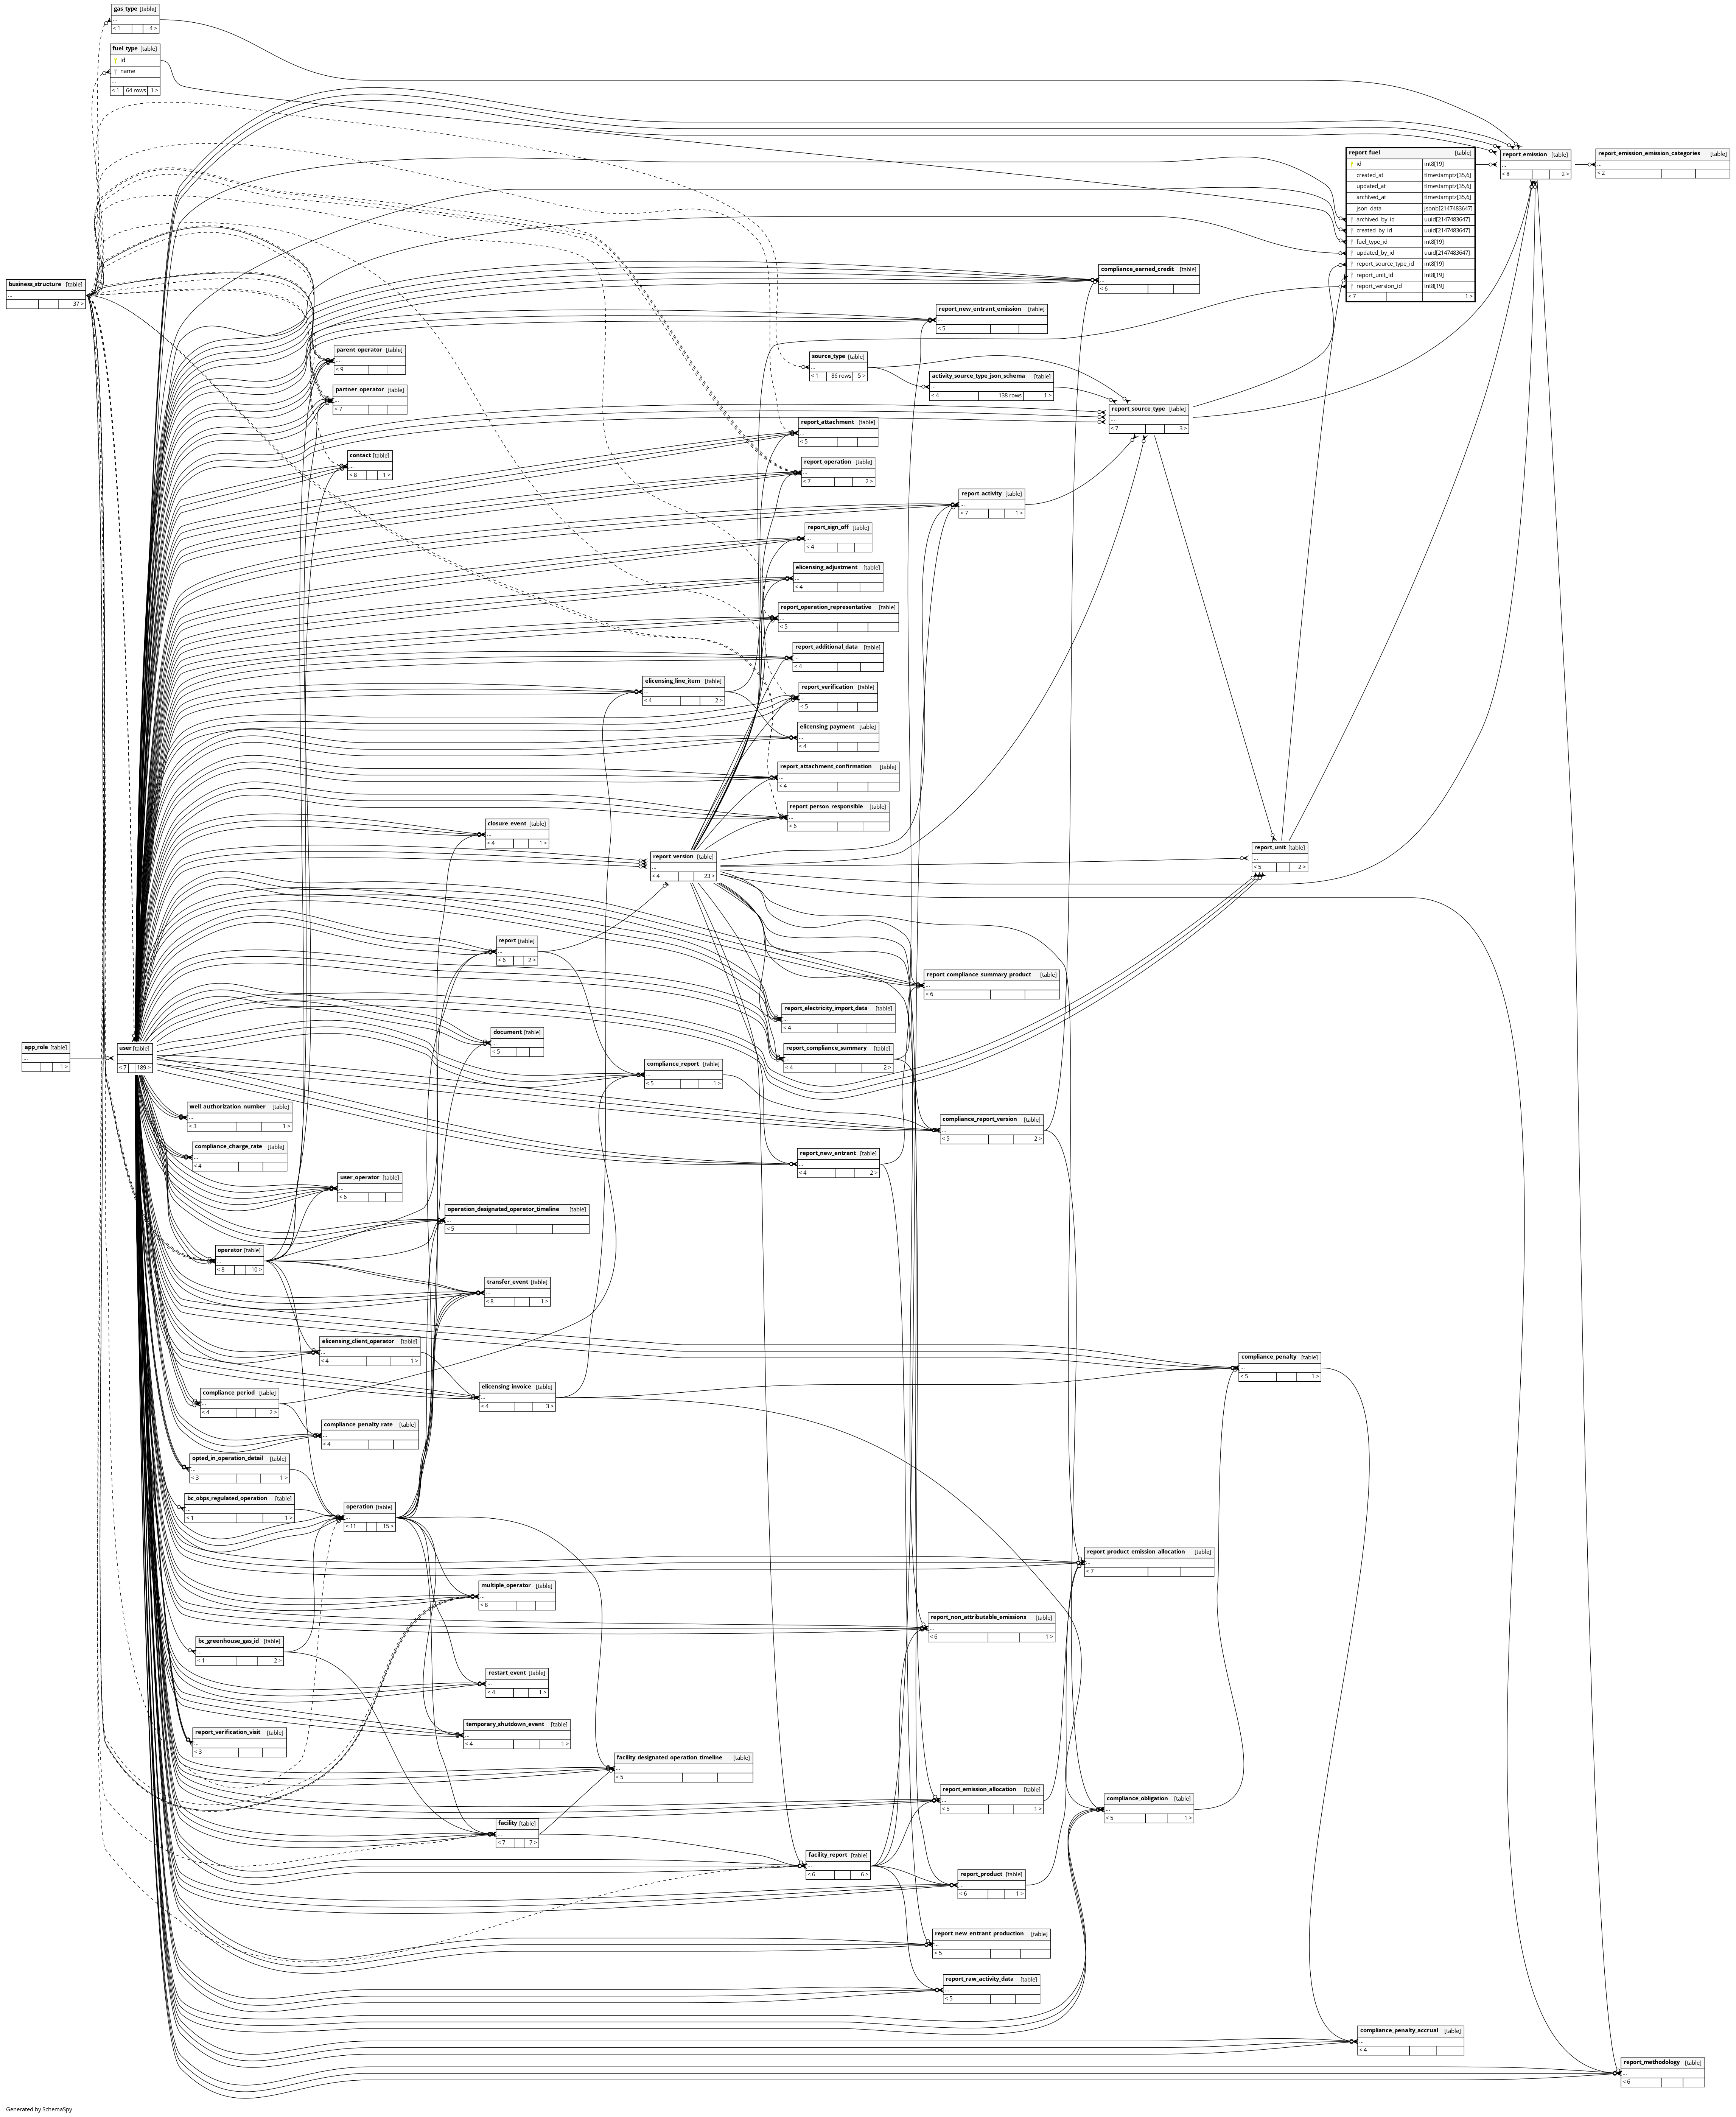 gas_type [table]
...
< 1 4 >
fuel_type [table]
id
name
...
< 1 64 rows 1 >
report_fuel [table]
id int8[19]
created_at timestamptz[35,6]
updated_at timestamptz[35,6]
archived_at timestamptz[35,6]
json_data jsonb[2147483647]
archived_by_id uuid[2147483647]
created_by_id uuid[2147483647]
fuel_type_id int8[19]
updated_by_id uuid[2147483647]
report_source_type_id int8[19]
report_unit_id int8[19]
report_version_id int8[19]
< 7 1 >
report_emission [table]
...
< 8 2 >
report_emission_emission_categories [table]
...
< 2
business_structure [table]
...
37 >
compliance_earned_credit [table]
...
< 6
report_new_entrant_emission [table]
...
< 5
parent_operator [table]
...
< 9
source_type [table]
...
< 1 86 rows 5 >
activity_source_type_json_schema [table]
...
< 4 138 rows 1 >
partner_operator [table]
...
< 7
report_source_type [table]
...
< 7 3 >
report_attachment [table]
...
< 5
contact [table]
...
< 8 1 >
report_operation [table]
...
< 7 2 >
report_activity [table]
...
< 7 1 >
report_sign_off [table]
...
< 4
elicensing_adjustment [table]
...
< 4
report_operation_representative [table]
...
< 5
report_additional_data [table]
...
< 4
elicensing_line_item [table]
...
< 4 2 >
report_verification [table]
...
< 5
elicensing_payment [table]
...
< 4
report_attachment_confirmation [table]
...
< 4
report_person_responsible [table]
...
< 6
closure_event [table]
...
< 4 1 >
report_version [table]
...
< 4 23 >
report_unit [table]
...
< 5 2 >
report [table]
...
< 6 2 >
report_compliance_summary_product [table]
...
< 6
report_electricity_import_data [table]
...
< 4
document [table]
...
< 5
app_role [table]
...
1 >
user [table]
...
< 7 189 >
report_compliance_summary [table]
...
< 4 2 >
compliance_report [table]
...
< 5 1 >
well_authorization_number [table]
...
< 3 1 >
compliance_report_version [table]
...
< 5 2 >
compliance_charge_rate [table]
...
< 4
report_new_entrant [table]
...
< 4 2 >
user_operator [table]
...
< 6
operation_designated_operator_timeline [table]
...
< 5
operator [table]
...
< 8 10 >
transfer_event [table]
...
< 8 1 >
elicensing_client_operator [table]
...
< 4 1 >
compliance_penalty [table]
...
< 5 1 >
elicensing_invoice [table]
...
< 4 3 >
compliance_period [table]
...
< 4 2 >
compliance_penalty_rate [table]
...
< 4
opted_in_operation_detail [table]
...
< 3 1 >
bc_obps_regulated_operation [table]
...
< 1 1 >
operation [table]
...
< 11 15 >
report_product_emission_allocation [table]
...
< 7
multiple_operator [table]
...
< 8
report_non_attributable_emissions [table]
...
< 6 1 >
bc_greenhouse_gas_id [table]
...
< 1 2 >
restart_event [table]
...
< 4 1 >
temporary_shutdown_event [table]
...
< 4 1 >
report_verification_visit [table]
...
< 3
facility_designated_operation_timeline [table]
...
< 5
report_emission_allocation [table]
...
< 5 1 >
compliance_obligation [table]
...
< 5 1 >
facility [table]
...
< 7 7 >
facility_report [table]
...
< 6 6 >
report_product [table]
...
< 6 1 >
report_new_entrant_production [table]
...
< 5
report_raw_activity_data [table]
...
< 5
compliance_penalty_accrual [table]
...
< 4
report_methodology [table]
...
< 6
Generated by SchemaSpy